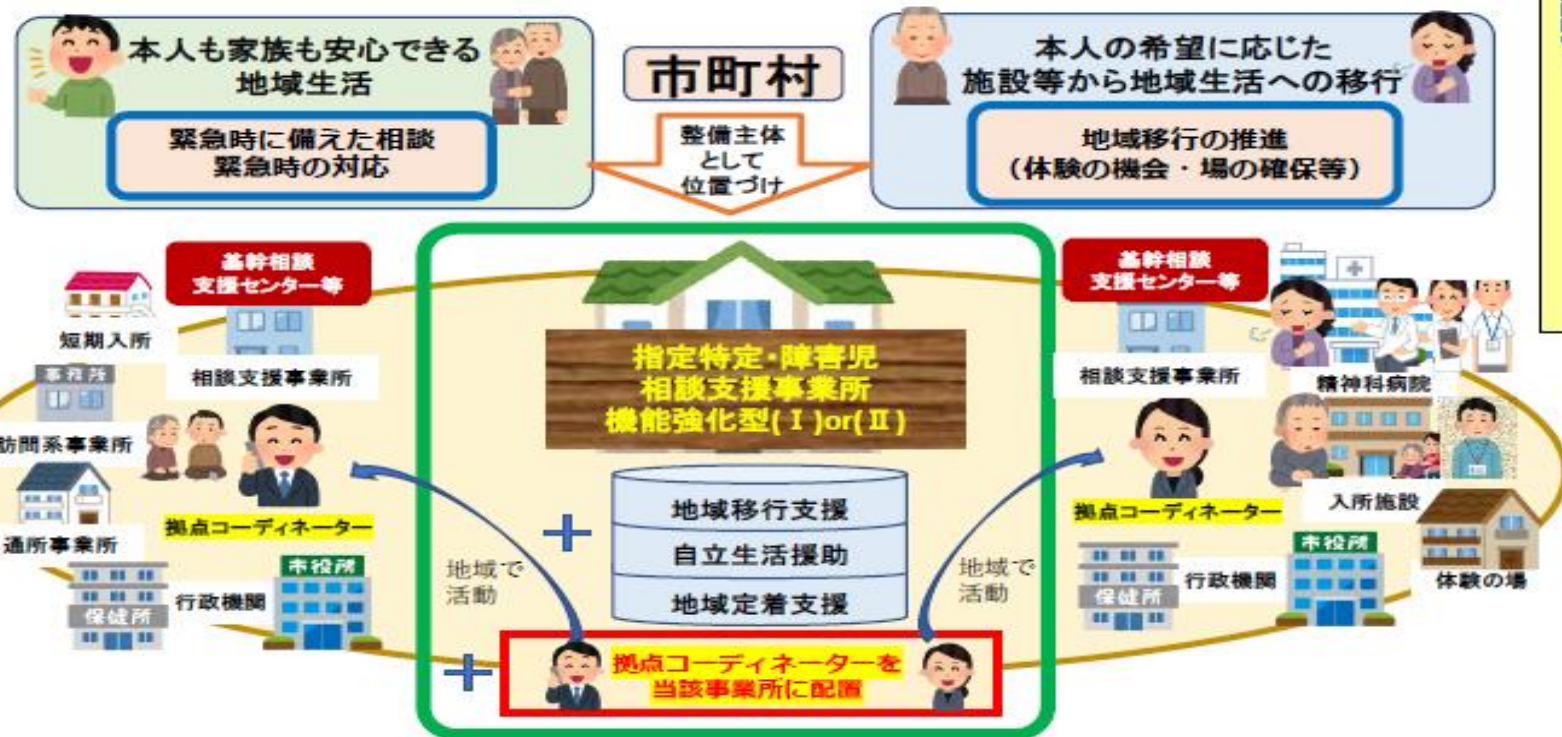 本人も家族も安心できる
地域生活
緊急時に備えた相談
緊急時の対応
市町村
整備主体
として
位置づけ
本人の希望に応じた
施設等から地域生活への移行
地域移行の推進
(体験の機会・場の確保等)
基幹相談
支援センター等
短期入所
相談支援事業所
事務所
訪問系事業所
拠点コーディネーター
通所事業所
保健所
行政機関
市役所
地域で
活動
指定特定・障害児
相談支援事業所
機能強化型(Ⅰ)or(Ⅱ)
+
地域移行支援
自立生活援助
地域定着支援
+
拠点コーディネーターを
当該事業所に配置
地域で
活動
基幹相談
支援センター等
相談支援事業所
精神科病院
拠点コーディネーター
入所施設
保健所
行政機関
市役所
体験の場